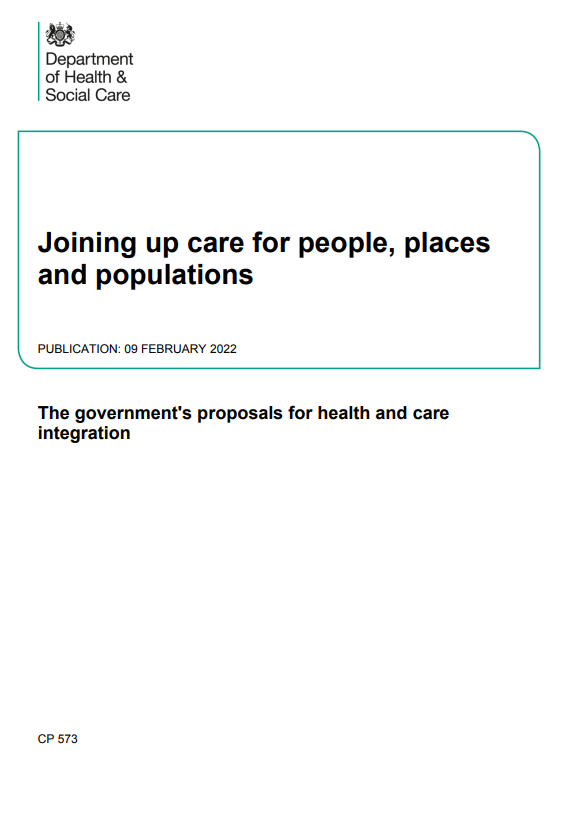 Department
of Health &
Social Care
Joining up care for people, places
and populations
PUBLICATION: 09 FEBRUARY 2022
The government's proposals for health and care
integration
CP 573